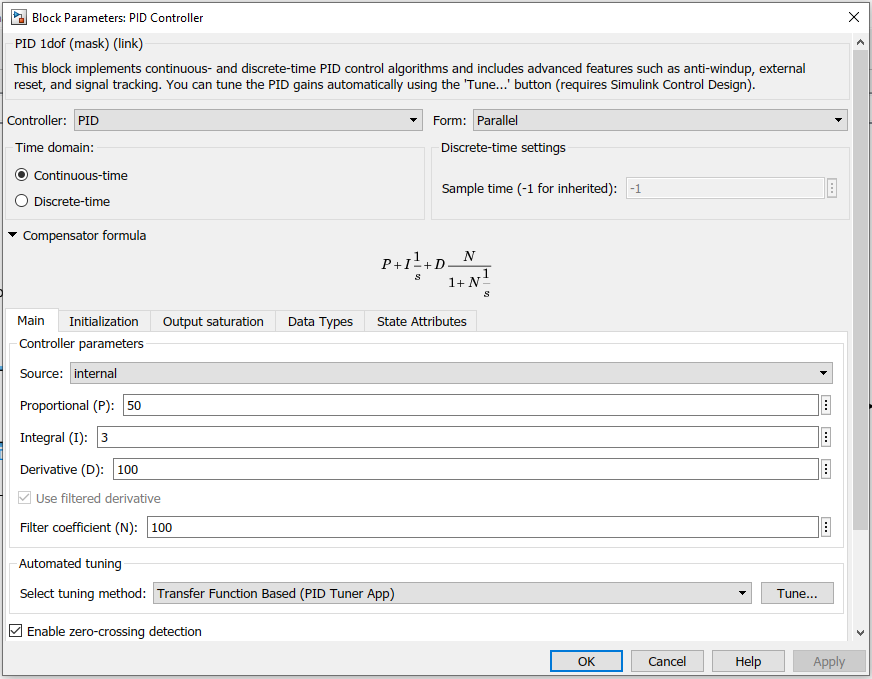 Block Parameters: PID Controller
PID 1dof (mask) (link)
This block implements continuous- and discrete-time PID control algorithms and includes advanced features such as anti-windup, external
reset, and signal tracking. You can tune the PID gains automatically using the 'Tune...' button (requires Simulink Control Design).
Controller: PID Form: Parallel
Time domain: Discrete-time settings
Continuous-time
Sample time (-1 for inherited): -1
Discrete-time
Compensator formula
P+I 1/s + D N/(1+N 1/s)
Main Initialization Output saturation Data Types State Attributes
Controller parameters
Source: internal
Proportional (P): 50
Integral (I): 3
Derivative (D): 100
Use filtered derivative
Filter coefficient (N): 100
Automated tuning
Select tuning method: Transfer Function Based (PID Tuner App) Tune...
Enable zero-crossing detection
OK Cancel Help Apply